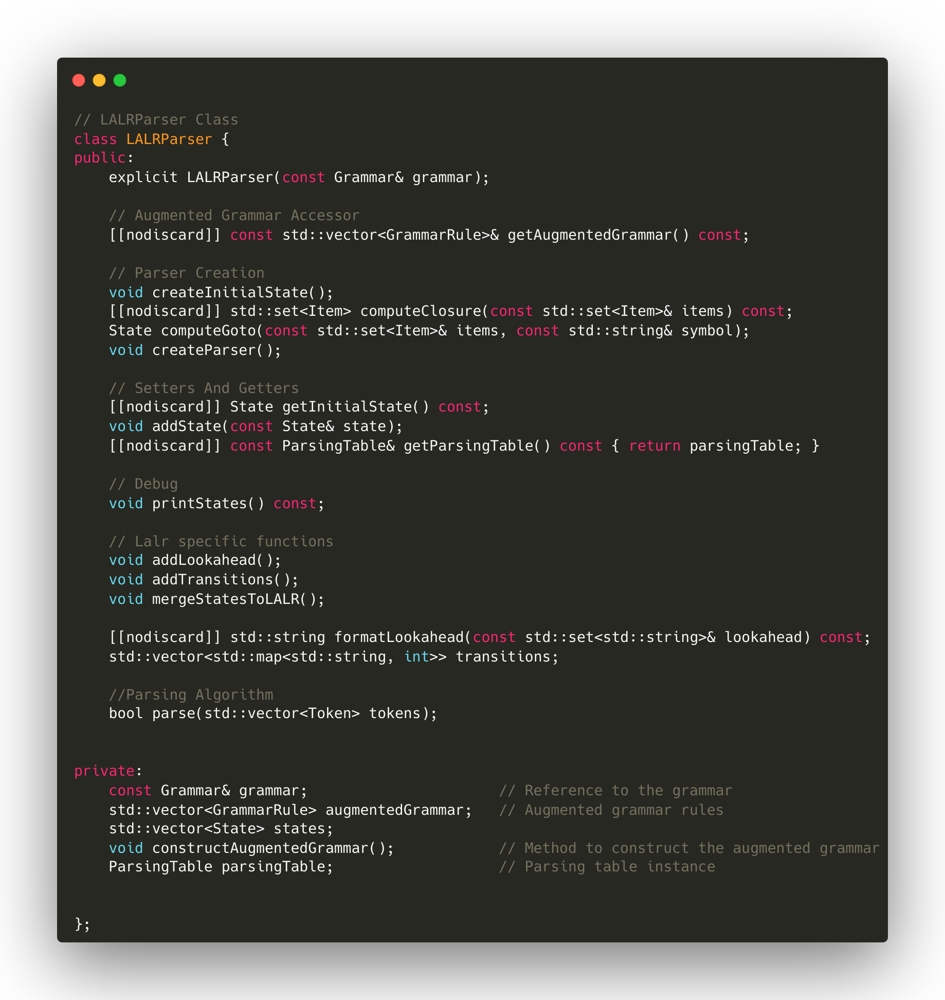 // LALRParser Class
class LALRParser {
public:
    explicit LALRParser(const Grammar& grammar);

    // Augmented Grammar Accessor
    [[nodiscard]] const std::vector<GrammarRule>& getAugmentedGrammar() const;

    // Parser Creation
    void createInitialState();
    [[nodiscard]] std::set<Item> computeClosure(const std::set<Item>& items) const;
    State computeGoto(const std::set<Item>& items, const std::string& symbol);
    void createParser();

    // Setters And Getters
    [[nodiscard]] State getInitialState() const;
    void addState(const State& state);
    [[nodiscard]] const ParsingTable& getParsingTable() const { return parsingTable; }

    // Debug
    void printStates() const;

    // Lalr specific functions
    void addLookahead();
    void addTransitions();
    void mergeStatesToLALR();

    [[nodiscard]] std::string formatLookahead(const std::set<std::string>& lookahead) const;
    std::vector<std::map<std::string, int>> transitions;

    //Parsing Algorithm
    bool parse(std::vector<Token> tokens);


private:
    const Grammar& grammar;                      // Reference to the grammar
    std::vector<GrammarRule> augmentedGrammar;   // Augmented grammar rules
    std::vector<State> states;
    void constructAugmentedGrammar();            // Method to construct the augmented grammar
    ParsingTable parsingTable;                   // Parsing table instance


};